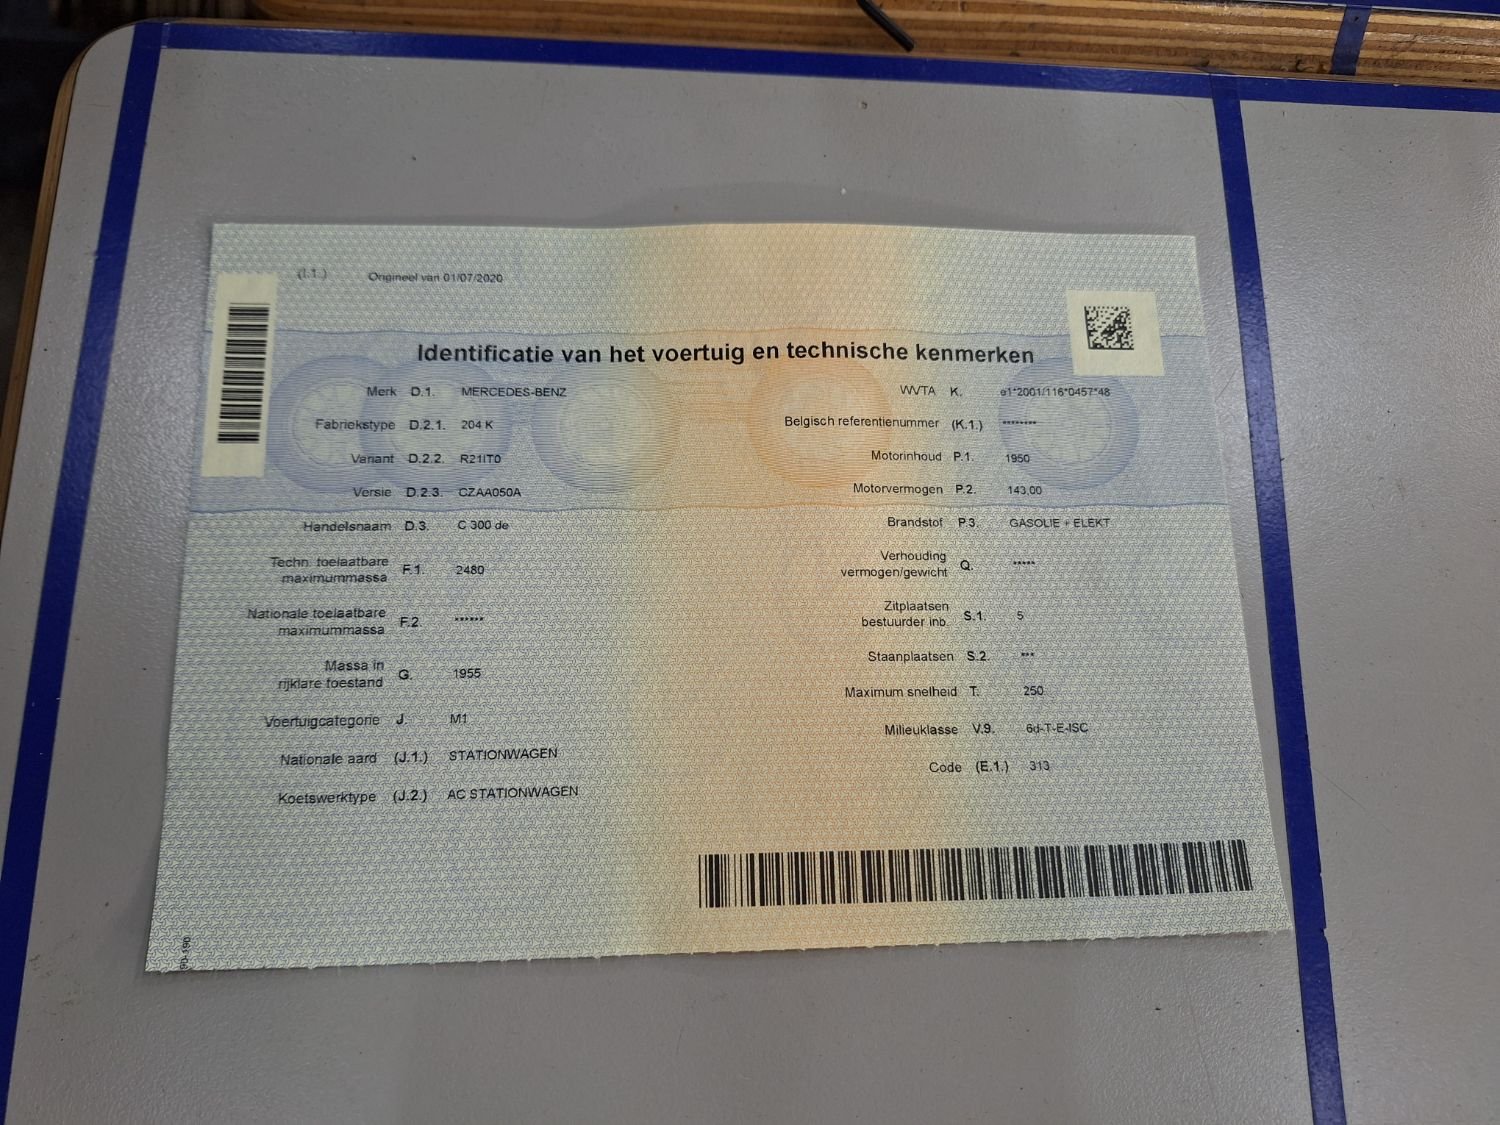 (I.1.) Origineel van 01/07/2020
Identificatie van het voertuig en technische kenmerken
Merk D.1. MERCEDES-BENZ
Fabriekstype D.2.1. 204 K
Variant D.2.2. R21IT0
Versie D.2.3. CZAA050A
Handelsnaam D.3. C 300 de
Techn. toelaatbare
maximummassa F.1. 2480
Nationale toelaatbare
maximummassa F.2. ******
Massa in
rijklare toestand G. 1955
Voertuigcategorie J. M1
Nationale aard (J.1.) STATIONWAGEN
Koetswerktype (J.2.) AC STATIONWAGEN
WVTA K. e1*2001/116*0457*48
Belgisch referentienummer (K.1.) ********
Motorinhoud P.1. 1950
Motorvermogen P.2. 143,00
Brandstof P.3. GASOLIE + ELEKT
Verhouding
vermogen/gewicht Q. *****
Zitplaatsen
bestuurder inb. S.1. 5
Staanplaatsen S.2. ***
Maximum snelheid T. 250
Milieuklasse V.9. 6d-T-E-ISC
Code (E.1.) 313